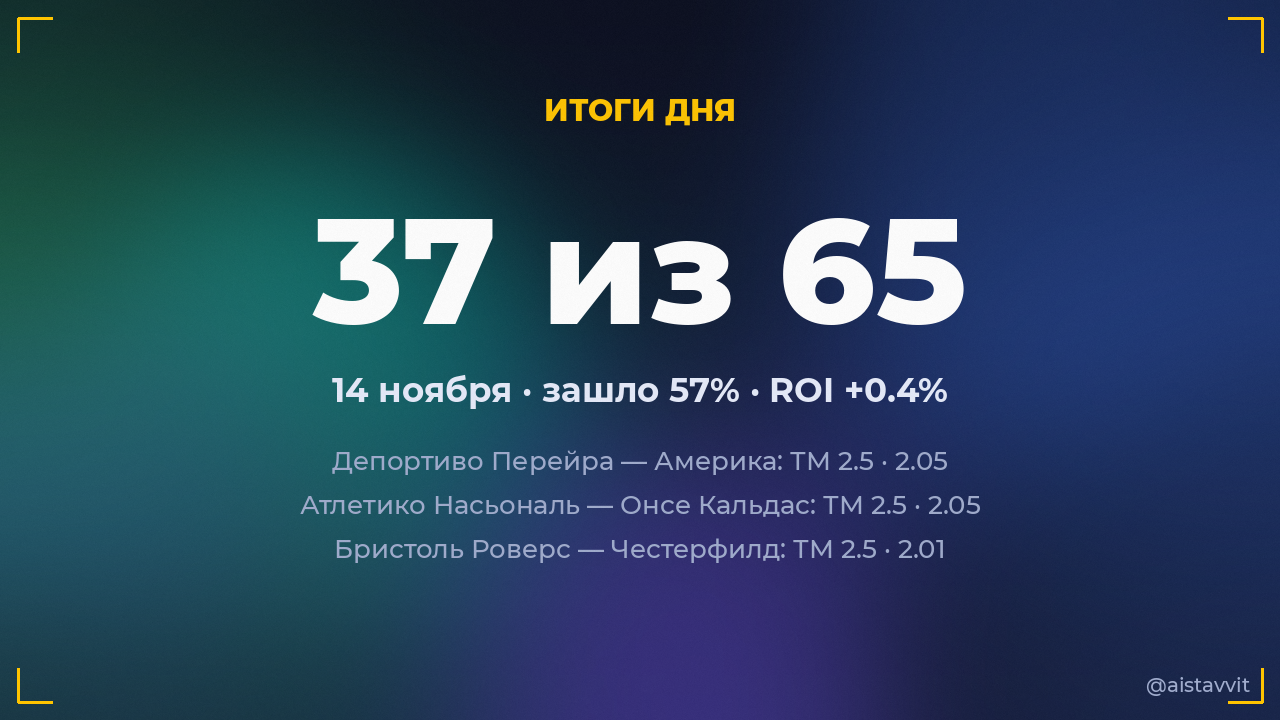 ИТОГИ ДНЯ
37 из 65
14 ноября · зашло 57% · ROI +0.4%
Депортиво Перейра — Америка: ТМ 2.5 · 2.05
Атлетико Насьональ — Онсе Кальдас: ТМ 2.5 · 2.05
Бристоль Роверс — Честерфилд: ТМ 2.5 · 2.01
@aistavvit